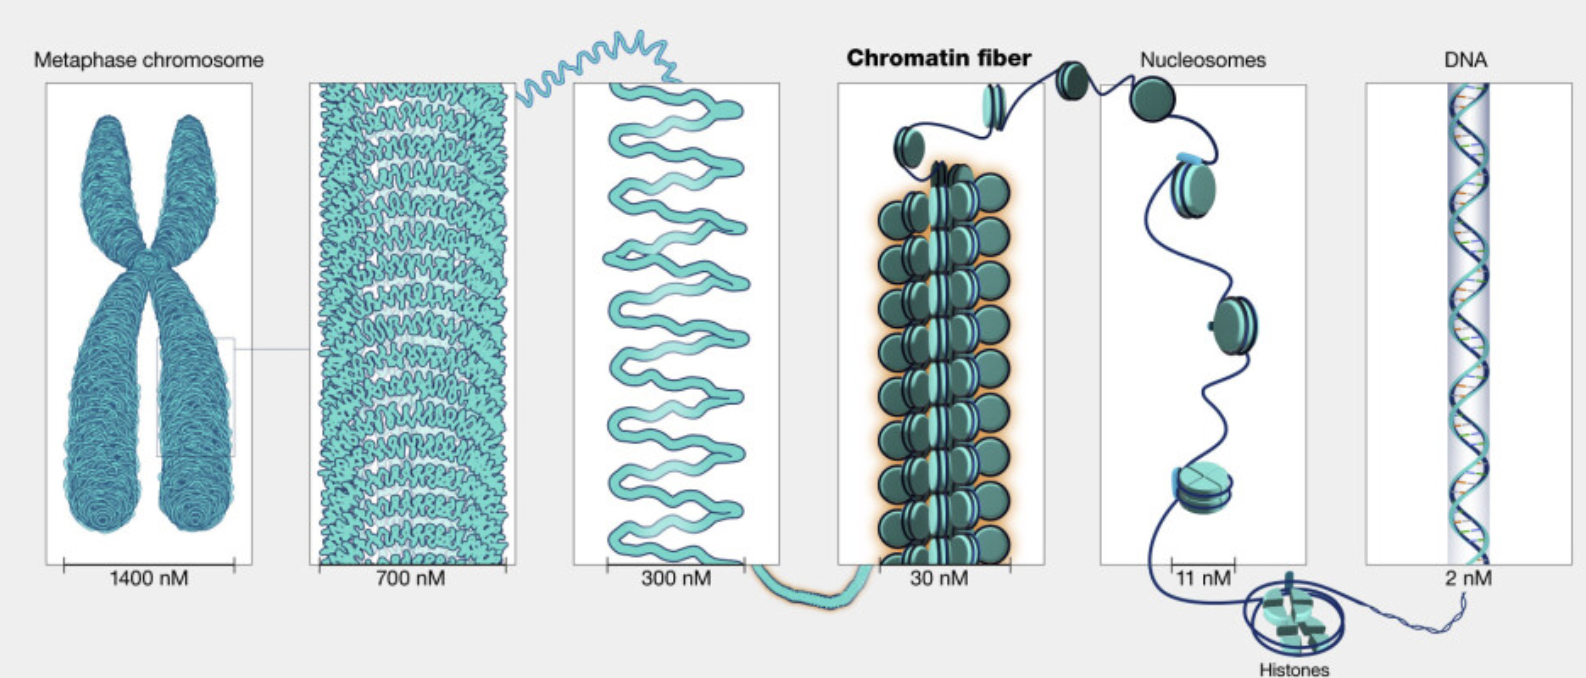 Metaphase chromosome
Chromatin fiber
Nucleosomes
DNA
1400 nM
700 nM
300 nM
30 nM
11 nM
2 nM
Histones